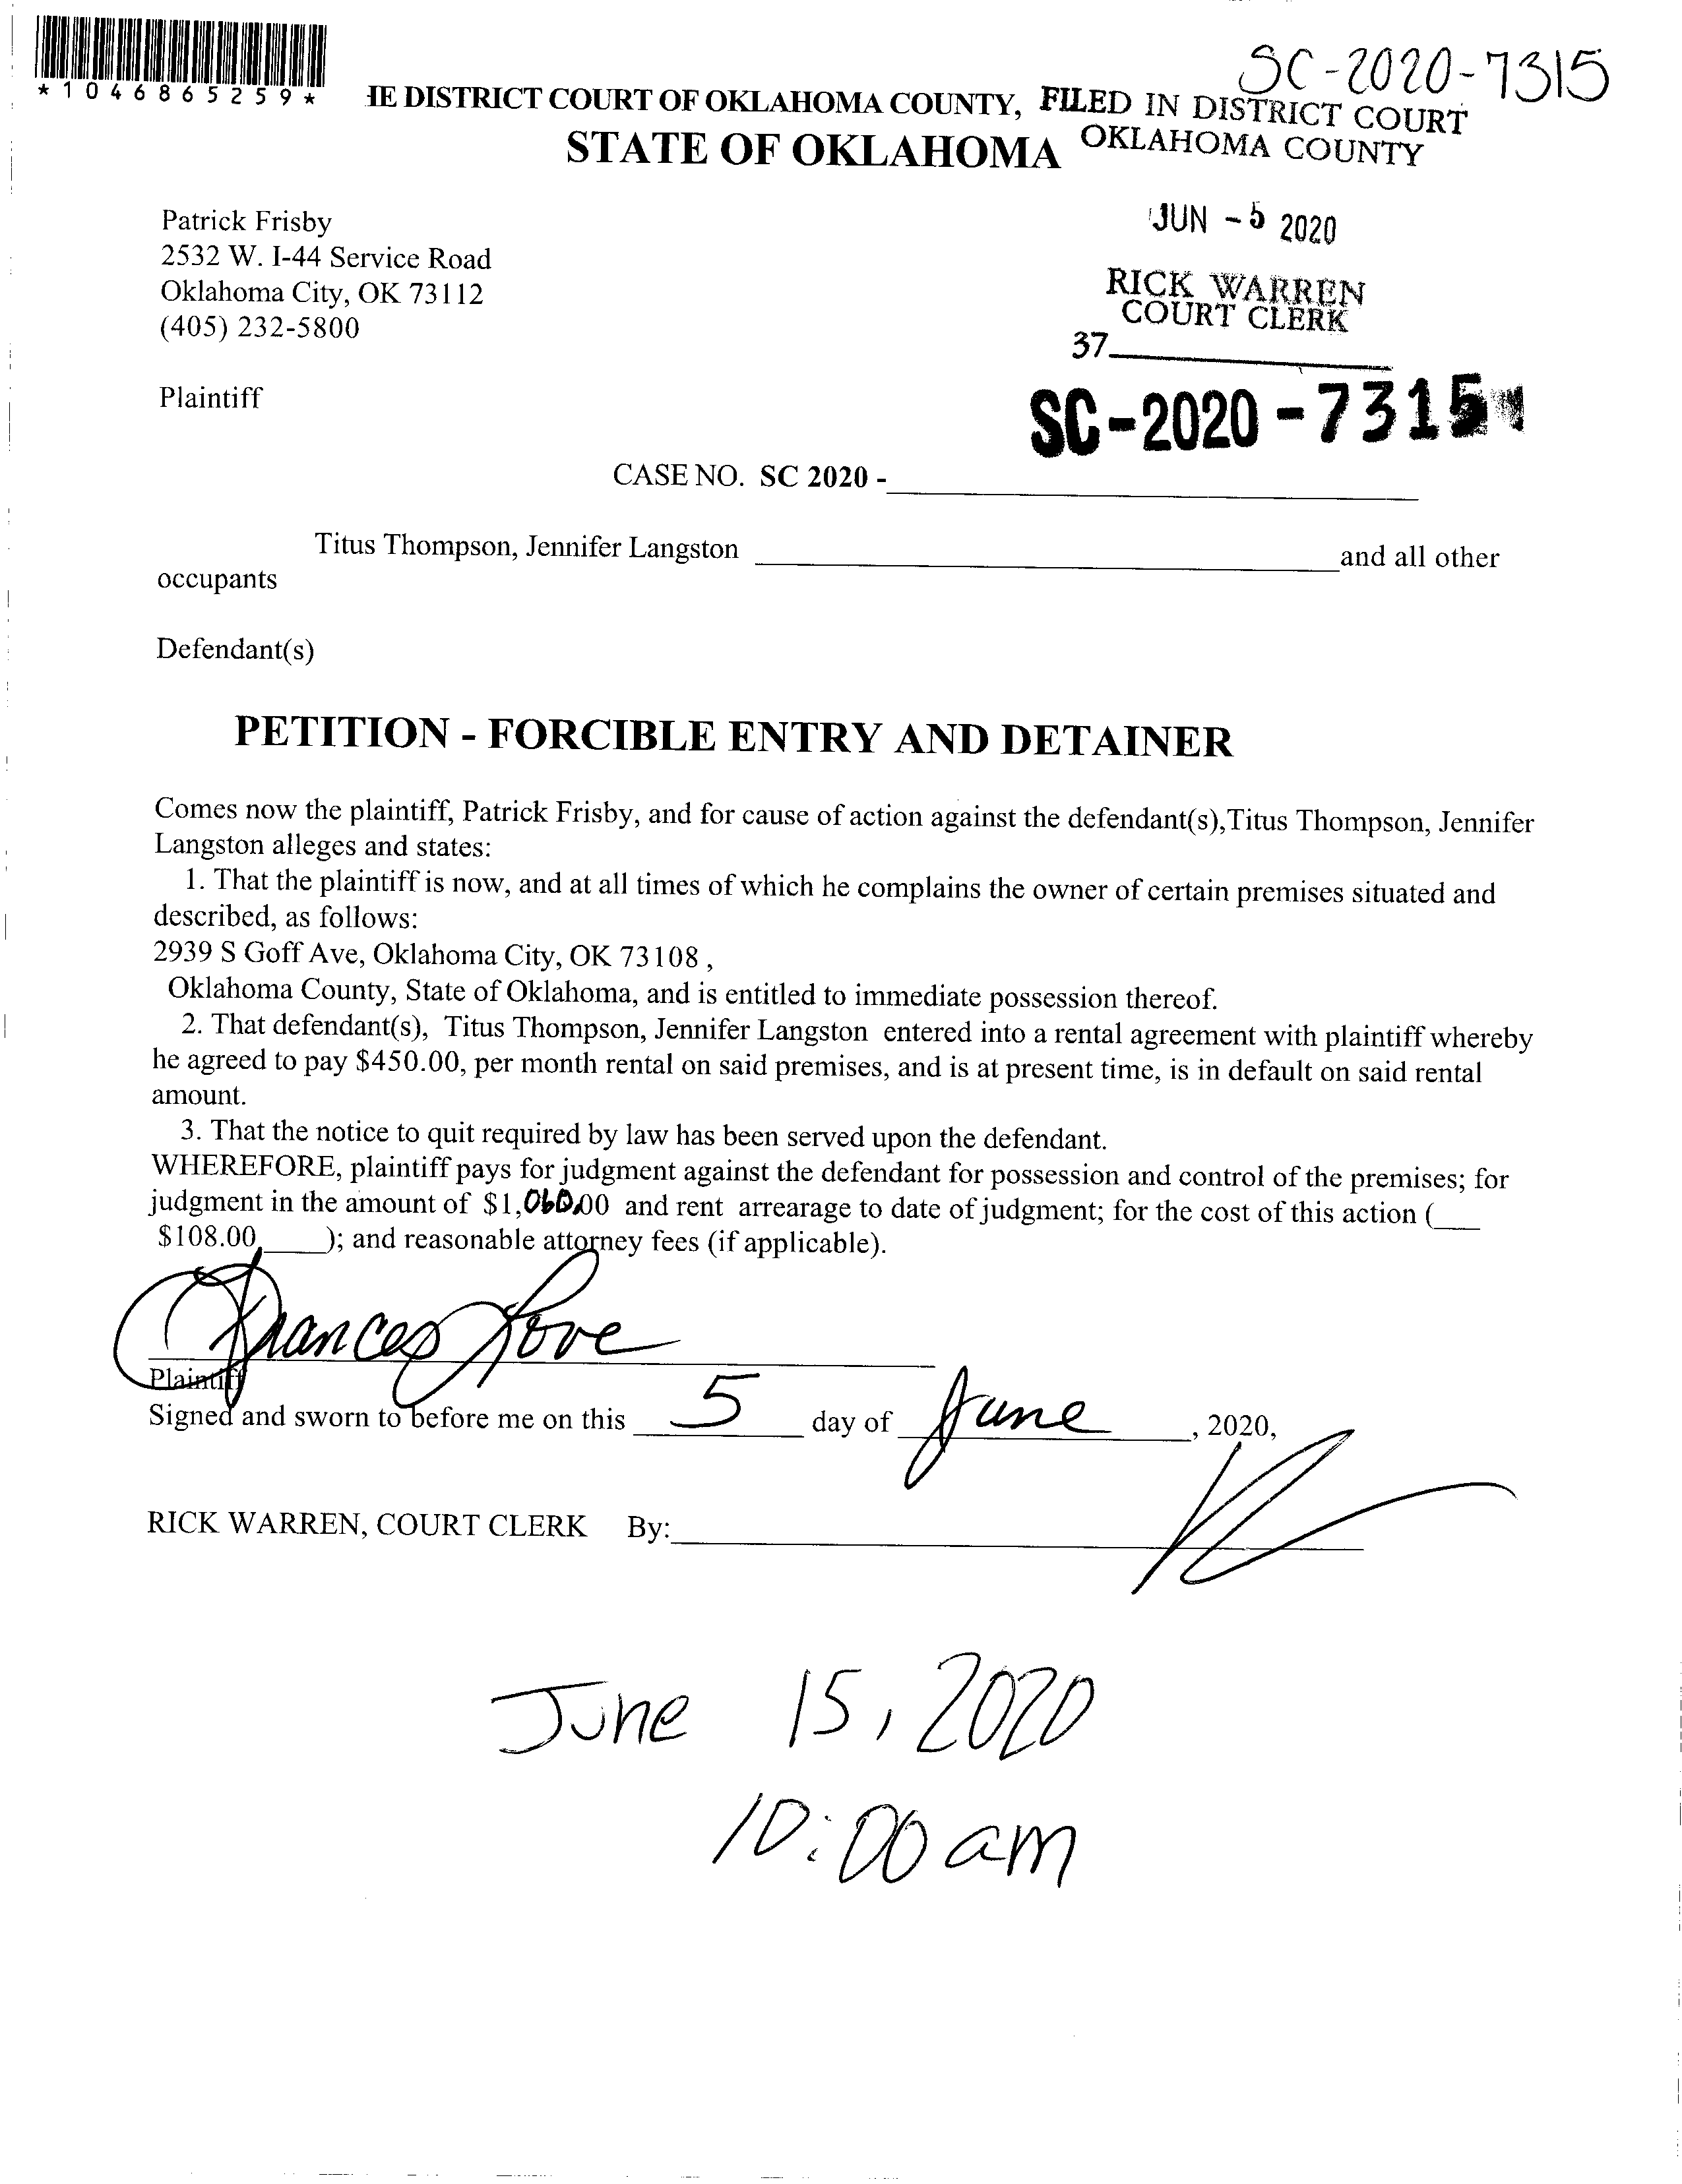 SC-2020-7315
*1046865259*
IE DISTRICT COURT OF OKLAHOMA COUNTY,
STATE OF OKLAHOMA
FILED IN DISTRICT COURT
OKLAHOMA COUNTY
JUN - 5 2020
RICK WARREN
COURT CLERK
37
Patrick Frisby
2532 W. I-44 Service Road
Oklahoma City, OK 73112
(405) 232-5800
Plaintiff
SC-2020-7315
CASE NO. SC 2020 -
Titus Thompson, Jennifer Langston and all other
occupants
Defendant(s)
PETITION - FORCIBLE ENTRY AND DETAINER
Comes now the plaintiff, Patrick Frisby, and for cause of action against the defendant(s),Titus Thompson, Jennifer
Langston alleges and states:
1. That the plaintiff is now, and at all times of which he complains the owner of certain premises situated and
described, as follows:
2939 S Goff Ave, Oklahoma City, OK 73108 ,
Oklahoma County, State of Oklahoma, and is entitled to immediate possession thereof.
2. That defendant(s), Titus Thompson, Jennifer Langston entered into a rental agreement with plaintiff whereby
he agreed to pay $450.00, per month rental on said premises, and is at present time, is in default on said rental
amount.
3. That the notice to quit required by law has been served upon the defendant.
WHEREFORE, plaintiff pays for judgment against the defendant for possession and control of the premises; for
judgment in the amount of $1,060.00 and rent arrearage to date of judgment; for the cost of this action (___
$108.00,____); and reasonable attorney fees (if applicable).
Frances Love
Plaintiff
Signed and sworn to before me on this 5 day of June, 2020,
RICK WARREN, COURT CLERK By:
June 15, 2020
10:00 am